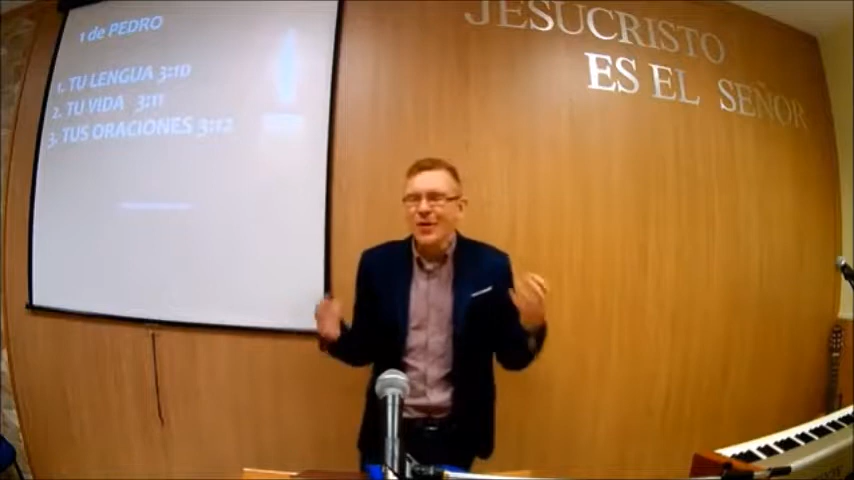 1 de PEDRO
1. TU LENGUA 3:10
2. TU VIDA 3:11
3. TUS ORACIONES 3:12
JESUCRISTO
ES EL SEÑOR